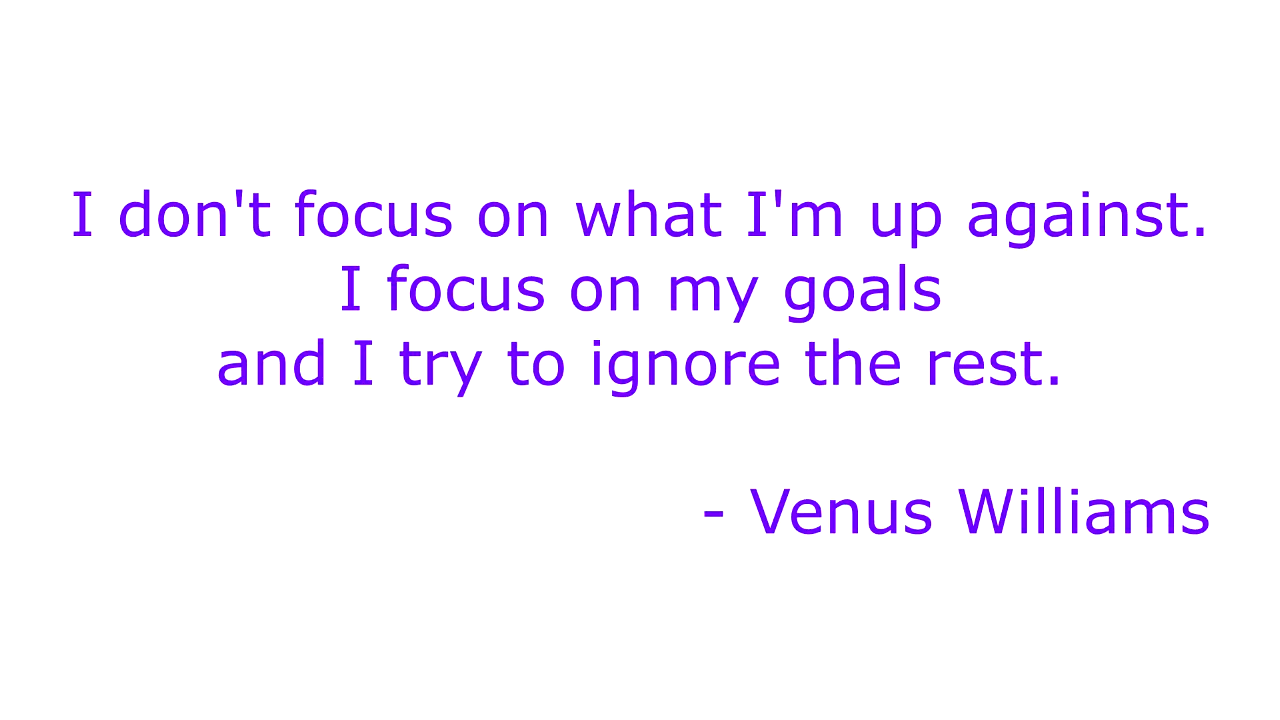 I don't focus on what I'm up against.
I focus on my goals
and I try to ignore the rest.
- Venus Williams